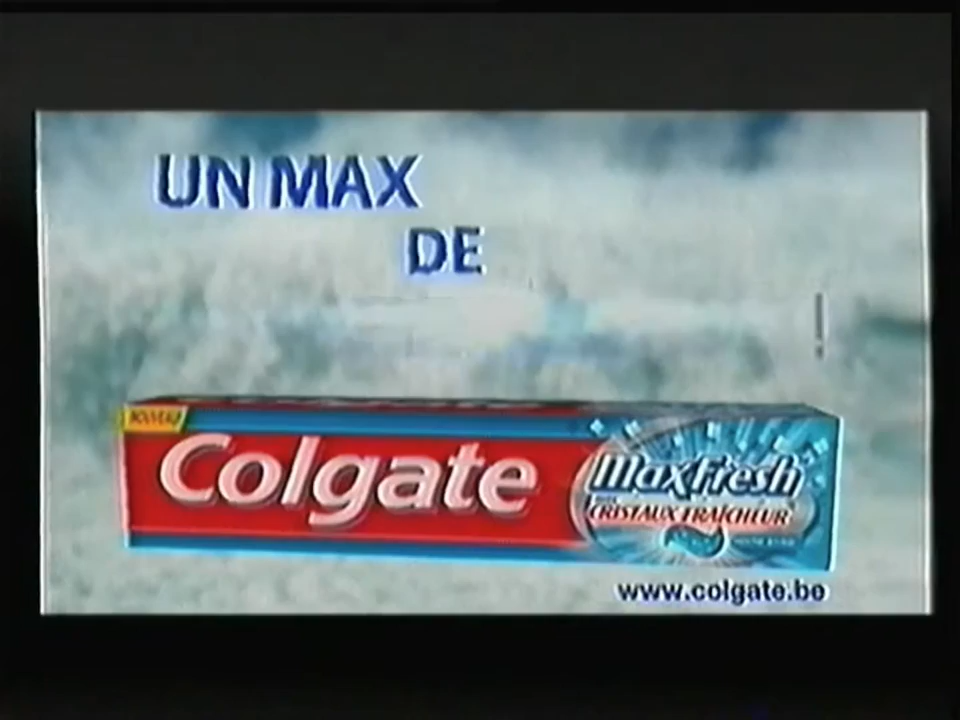 UN MAX
DE
NOUVEAU
Colgate
MaxFresh
CRISTAUX FRAÎCHEUR
www.colgate.be